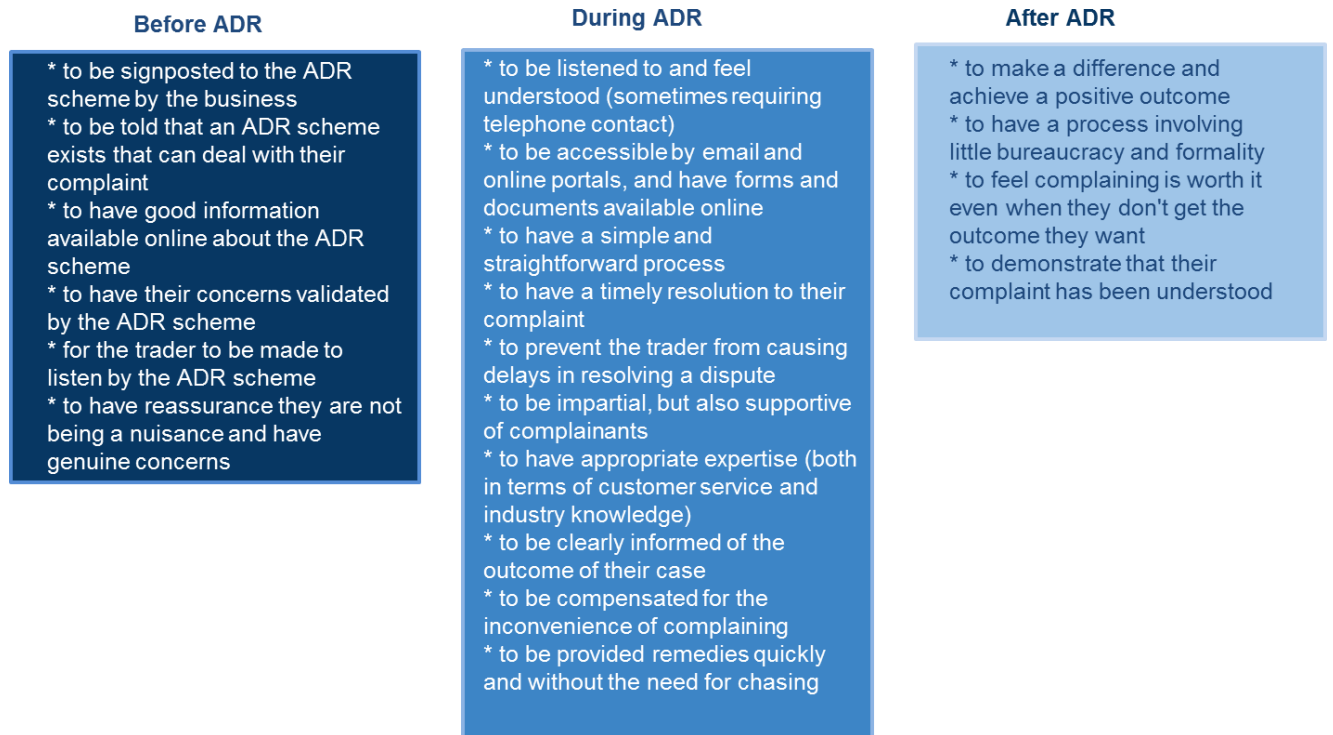 Before ADR
* to be signposted to the ADR
scheme by the business
* to be told that an ADR scheme
exists that can deal with their
complaint
* to have good information
available online about the ADR
scheme
* to have their concerns validated
by the ADR scheme
* for the trader to be made to
listen by the ADR scheme
* to have reassurance they are not
being a nuisance and have
genuine concerns
During ADR
* to be listened to and feel
understood (sometimes requiring
telephone contact)
* to be accessible by email and
online portals, and have forms and
documents available online
* to have a simple and
straightforward process
* to have a timely resolution to their
complaint
* to prevent the trader from causing
delays in resolving a dispute
* to be impartial, but also supportive
of complainants
* to have appropriate expertise (both
in terms of customer service and
industry knowledge)
* to be clearly informed of the
outcome of their case
* to be compensated for the
inconvenience of complaining
* to be provided remedies quickly
and without the need for chasing
After ADR
* to make a difference and
achieve a positive outcome
* to have a process involving
little bureaucracy and formality
* to feel complaining is worth it
even when they don't get the
outcome they want
* to demonstrate that their
complaint has been understood